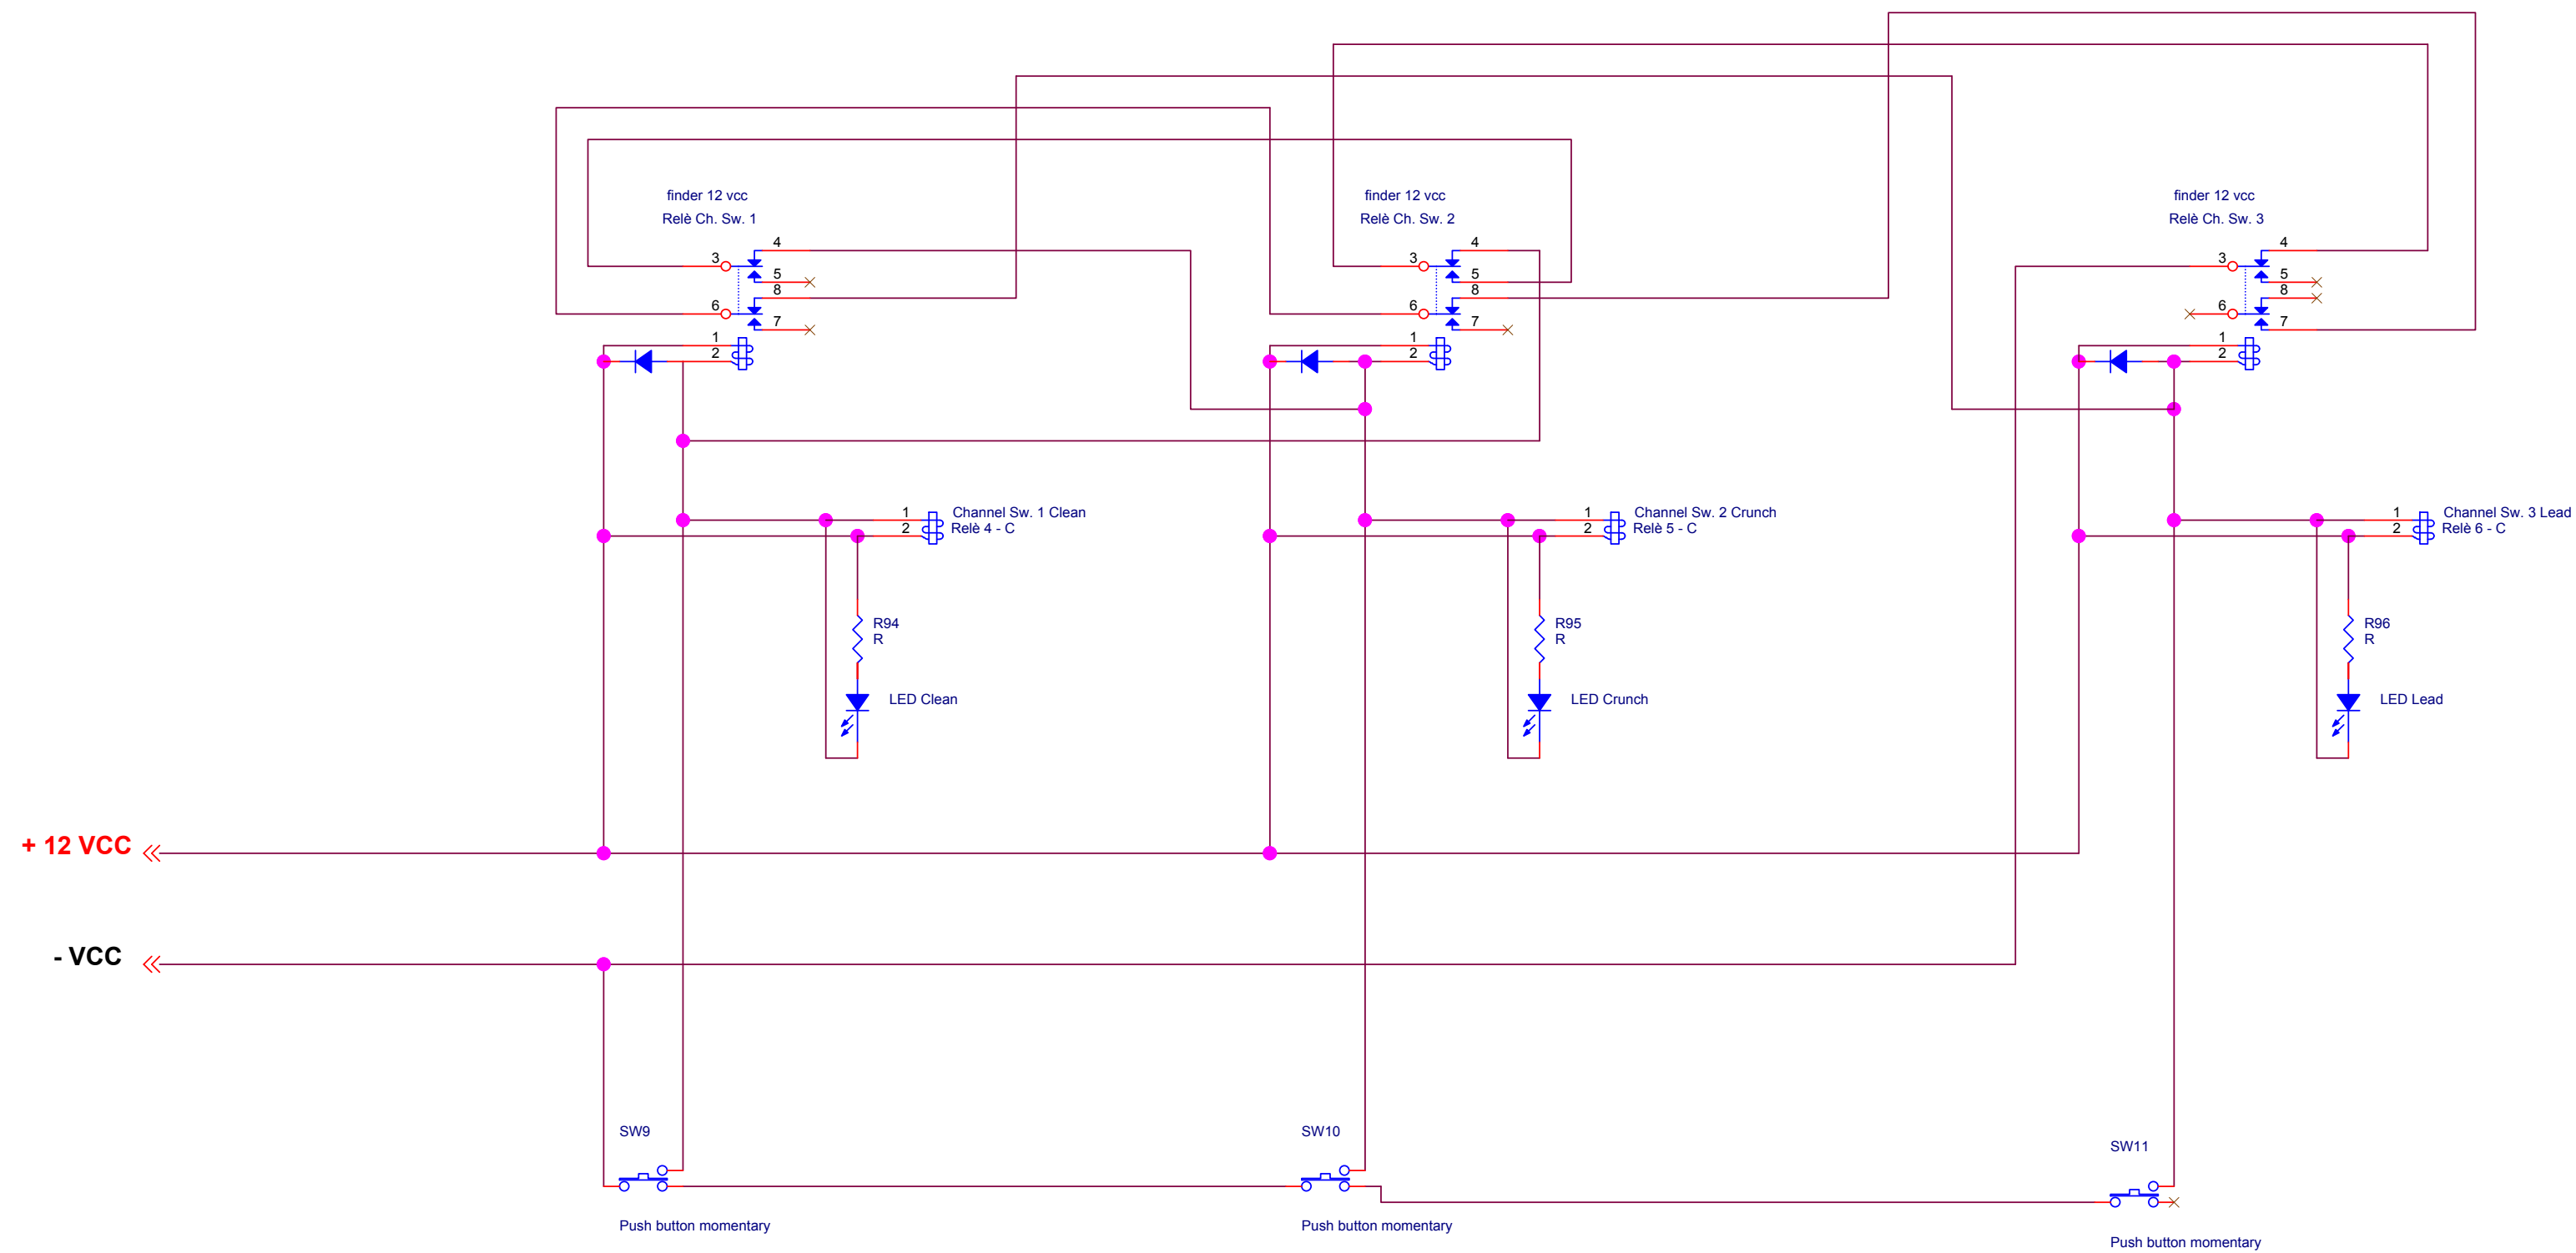 finder 12 vcc
Relè Ch. Sw. 1
4
3
5
8
6
7
1
2
finder 12 vcc
Relè Ch. Sw. 2
4
3
5
8
6
7
1
2
finder 12 vcc
Relè Ch. Sw. 3
4
3
5
8
6
7
1
2
1
2
Channel Sw. 1 Clean
Relè 4 - C
1
2
Channel Sw. 2 Crunch
Relè 5 - C
1
2
Channel Sw. 3 Lead
Relè 6 - C
R94
R
R95
R
R96
R
LED Clean
LED Crunch
LED Lead
+ 12 VCC
- VCC
SW9
SW10
SW11
Push button momentary
Push button momentary
Push button momentary